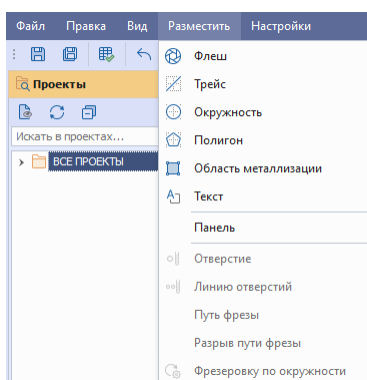 Файл Правка Вид Разместить Настройки
Проекты
Искать в проектах...
ВСЕ ПРОЕКТЫ
Флеш
Трейс
Окружность
Полигон
Область металлизации
Текст
Панель
Отверстие
Линию отверстий
Путь фрезы
Разрыв пути фрезы
Фрезеровку по окружности